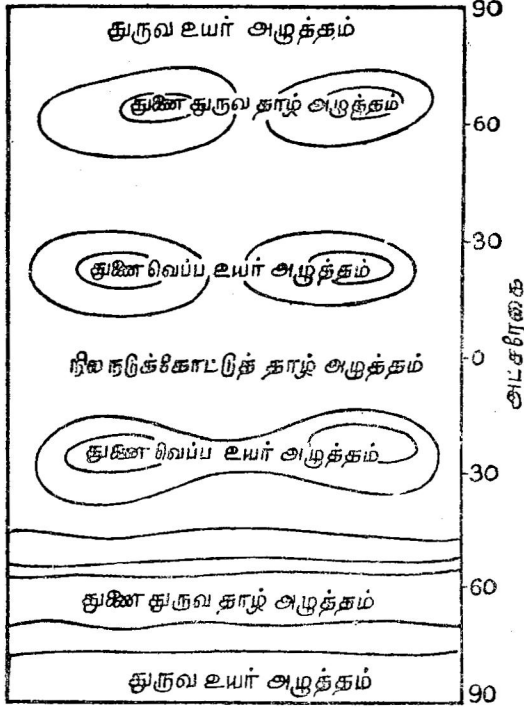 90
துருவ உயர் அழுத்தம்
துணை துருவ தாழ் அழுத்தம்
60
30
துணை வெப்ப உயர் அழுத்தம்
அட்சரேகை
0
நில நடுக்கோட்டுத் தாழ் அழுத்தம்
துணை வெப்ப உயர் அழுத்தம்
30
60
துணை துருவ தாழ் அழுத்தம்
துருவ உயர் அழுத்தம்
90